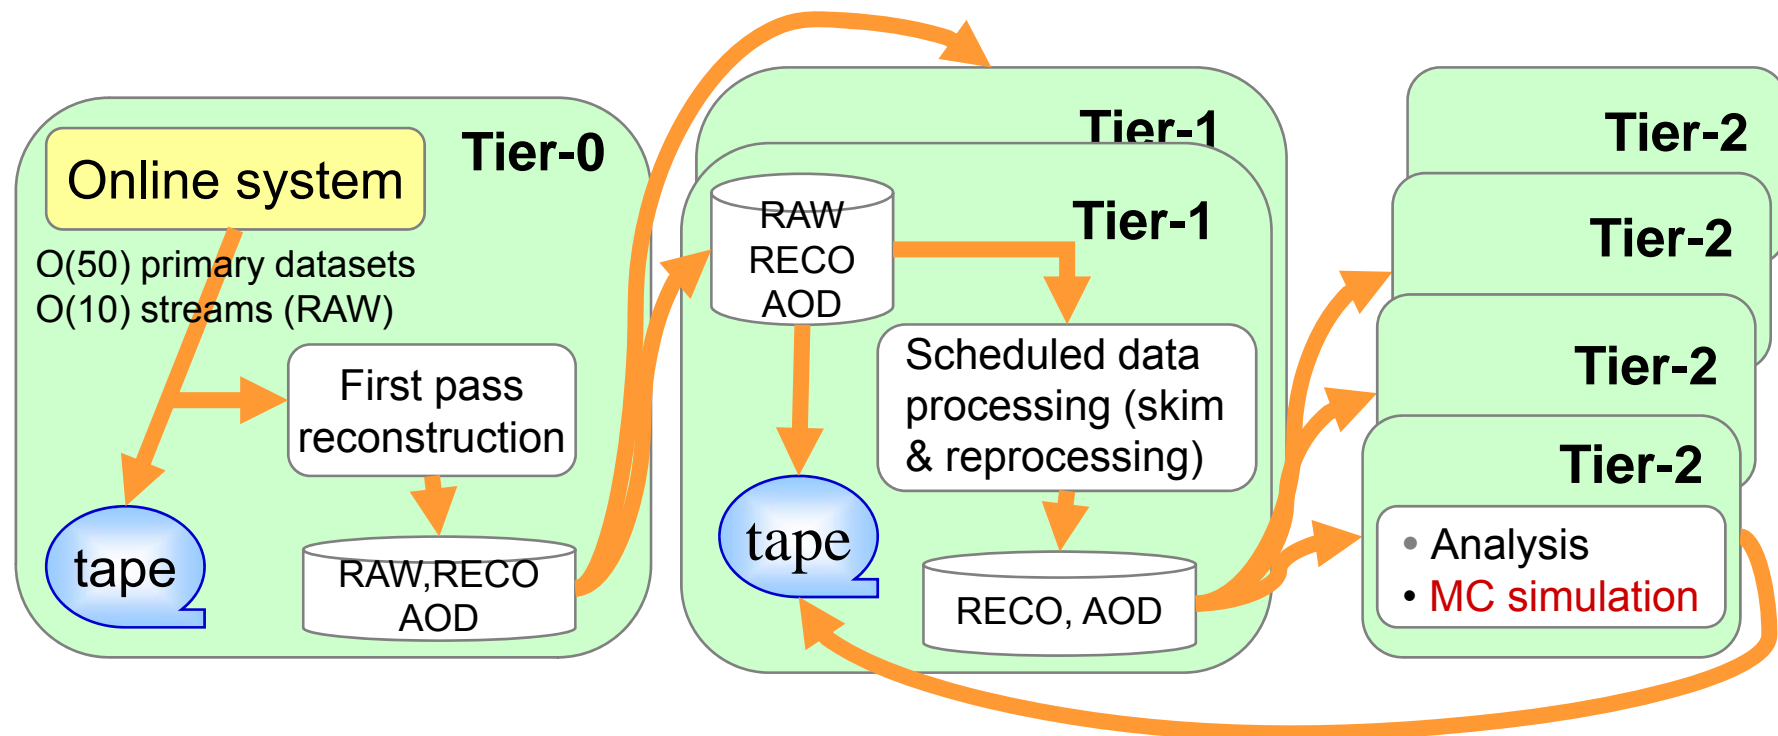 Tier-0
Online system
O(50) primary datasets
O(10) streams (RAW)
First pass
reconstruction
tape
RAW,RECO
AOD
Tier-1
Tier-1
RAW
RECO
AOD
Scheduled data
processing (skim
& reprocessing)
tape
RECO, AOD
Tier-2
Tier-2
Tier-2
Tier-2
• Analysis
• MC simulation